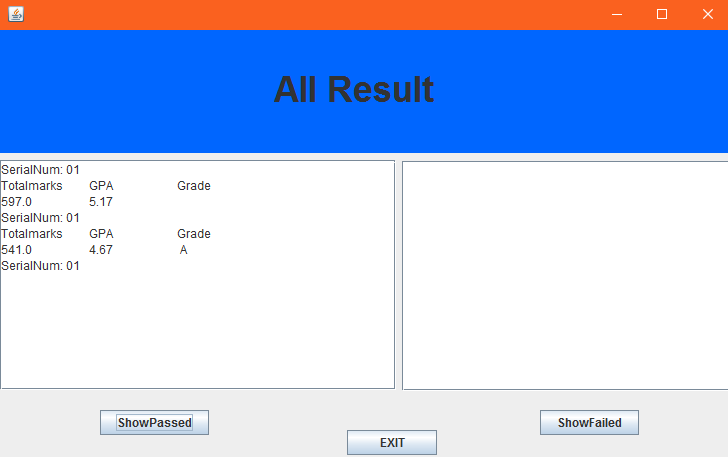 All Result
SerialNum: 01
Totalmarks GPA Grade
597.0 5.17
SerialNum: 01
Totalmarks GPA Grade
541.0 4.67 A
SerialNum: 01
ShowPassed
ShowFailed
EXIT